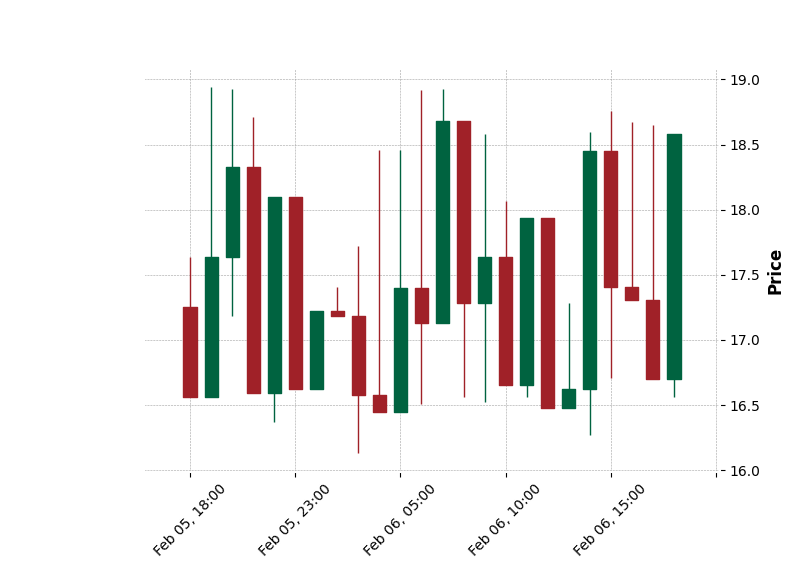 19.0
18.5
18.0
17.5
17.0
16.5
16.0
Price
Feb 05, 18:00
Feb 05, 23:00
Feb 06, 05:00
Feb 06, 10:00
Feb 06, 15:00